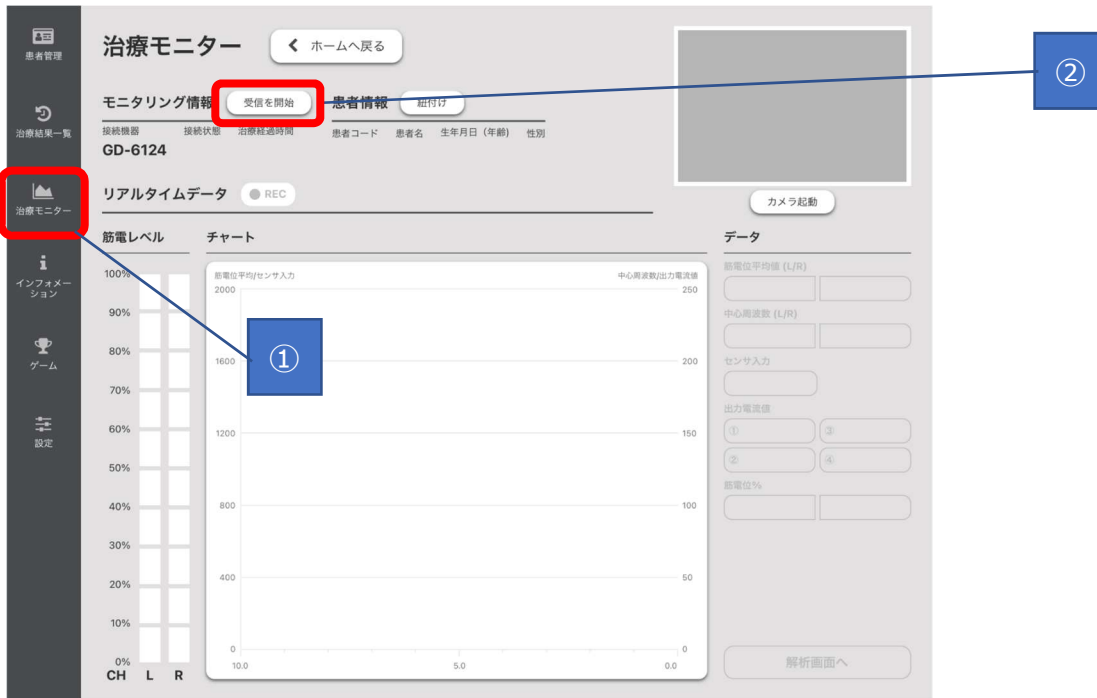 患者管理
治療結果一覧
治療モニター
インフォメー
ション
ゲーム
設定
治療モニター
ホームへ戻る
モニタリング情報
受信を開始
患者情報
紐付け
接続機器
接続状態
治療経過時間
患者コード
患者名
生年月日（年齢）
性別
GD-6124
リアルタイムデータ
REC
カメラ起動
②
筋電レベル
100%
90%
80%
70%
60%
50%
40%
30%
20%
10%
0%
CH L R
チャート
筋電位平均/センサ入力
中心周波数/出力電流値
2000
250
1600
200
1200
150
800
100
400
50
0
0
10.0
5.0
0.0
①
データ
筋電位平均値 (L/R)
中心周波数 (L/R)
センサ入力
出力電流値
① ③
② ④
筋電位%
解析画面へ